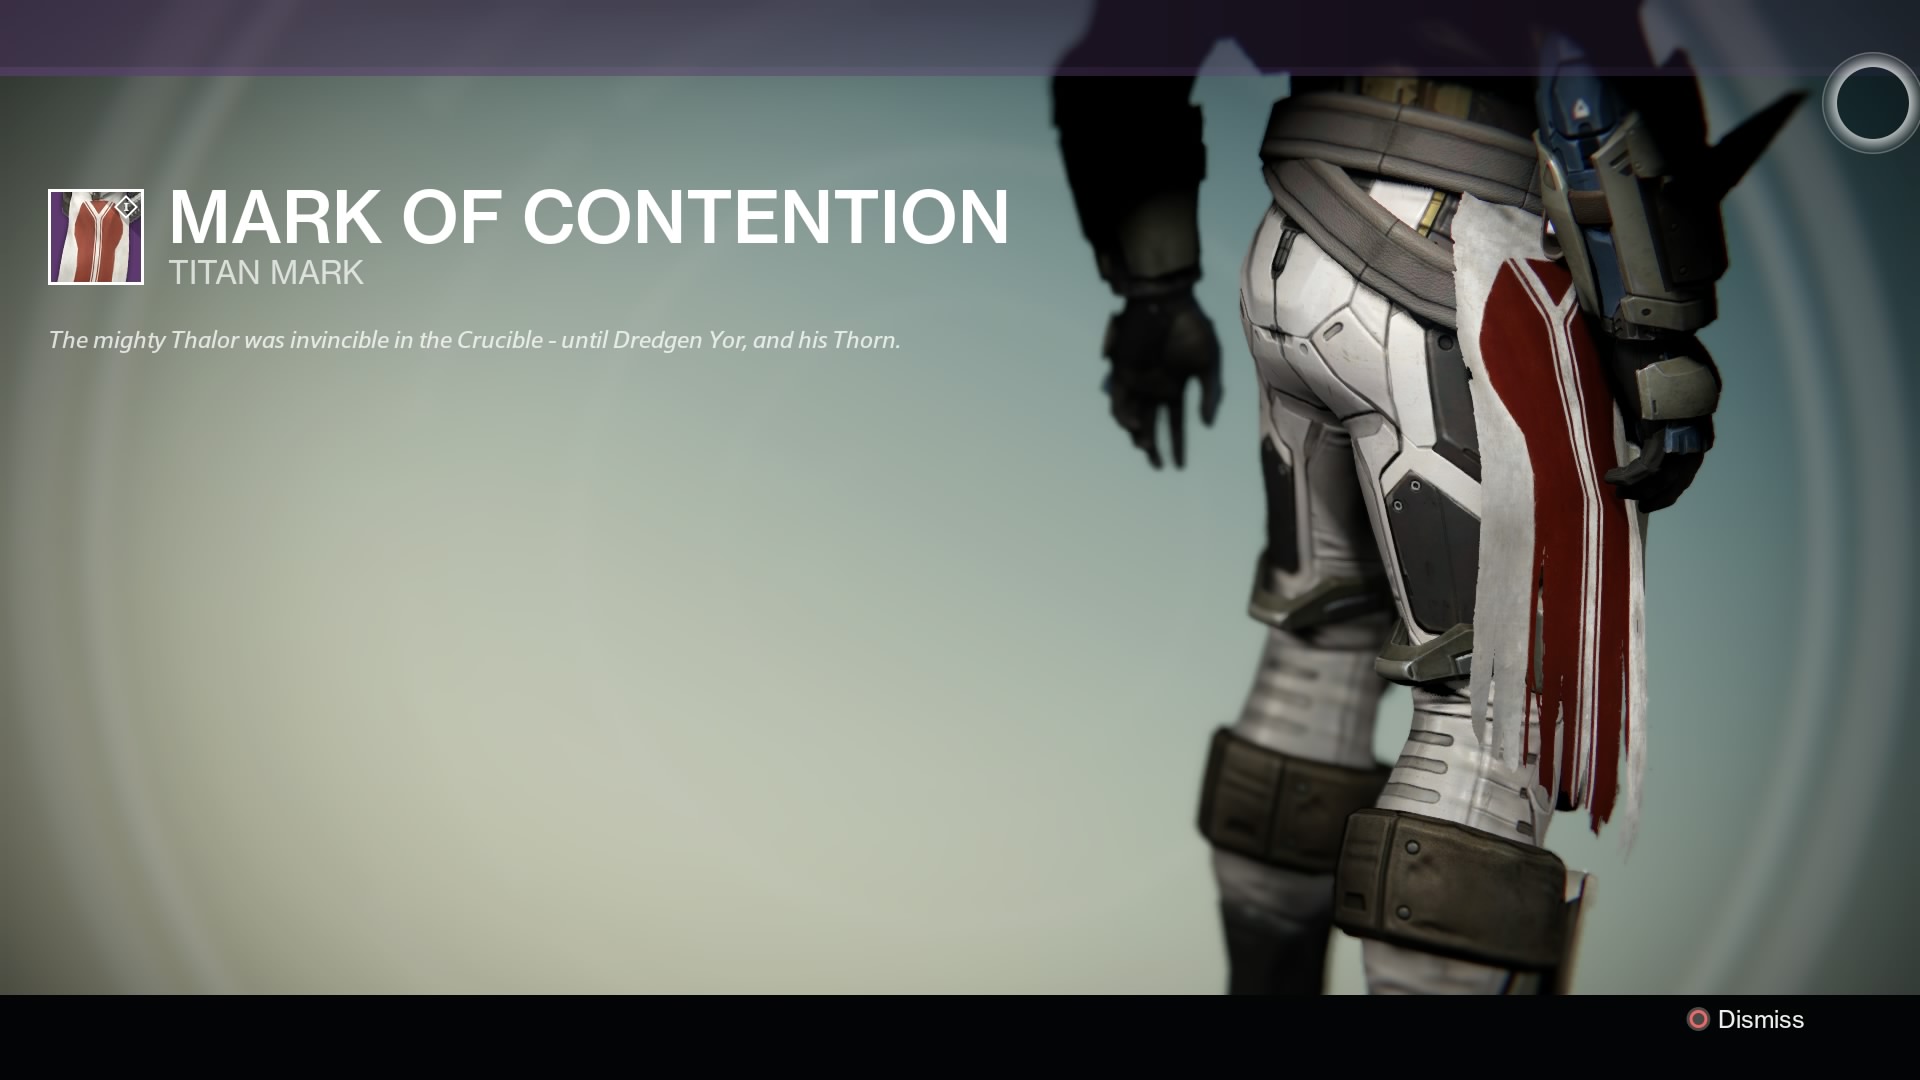 MARK OF CONTENTION
TITAN MARK
The mighty Thalor was invincible in the Crucible - until Dredgen Yor, and his Thorn.
Dismiss